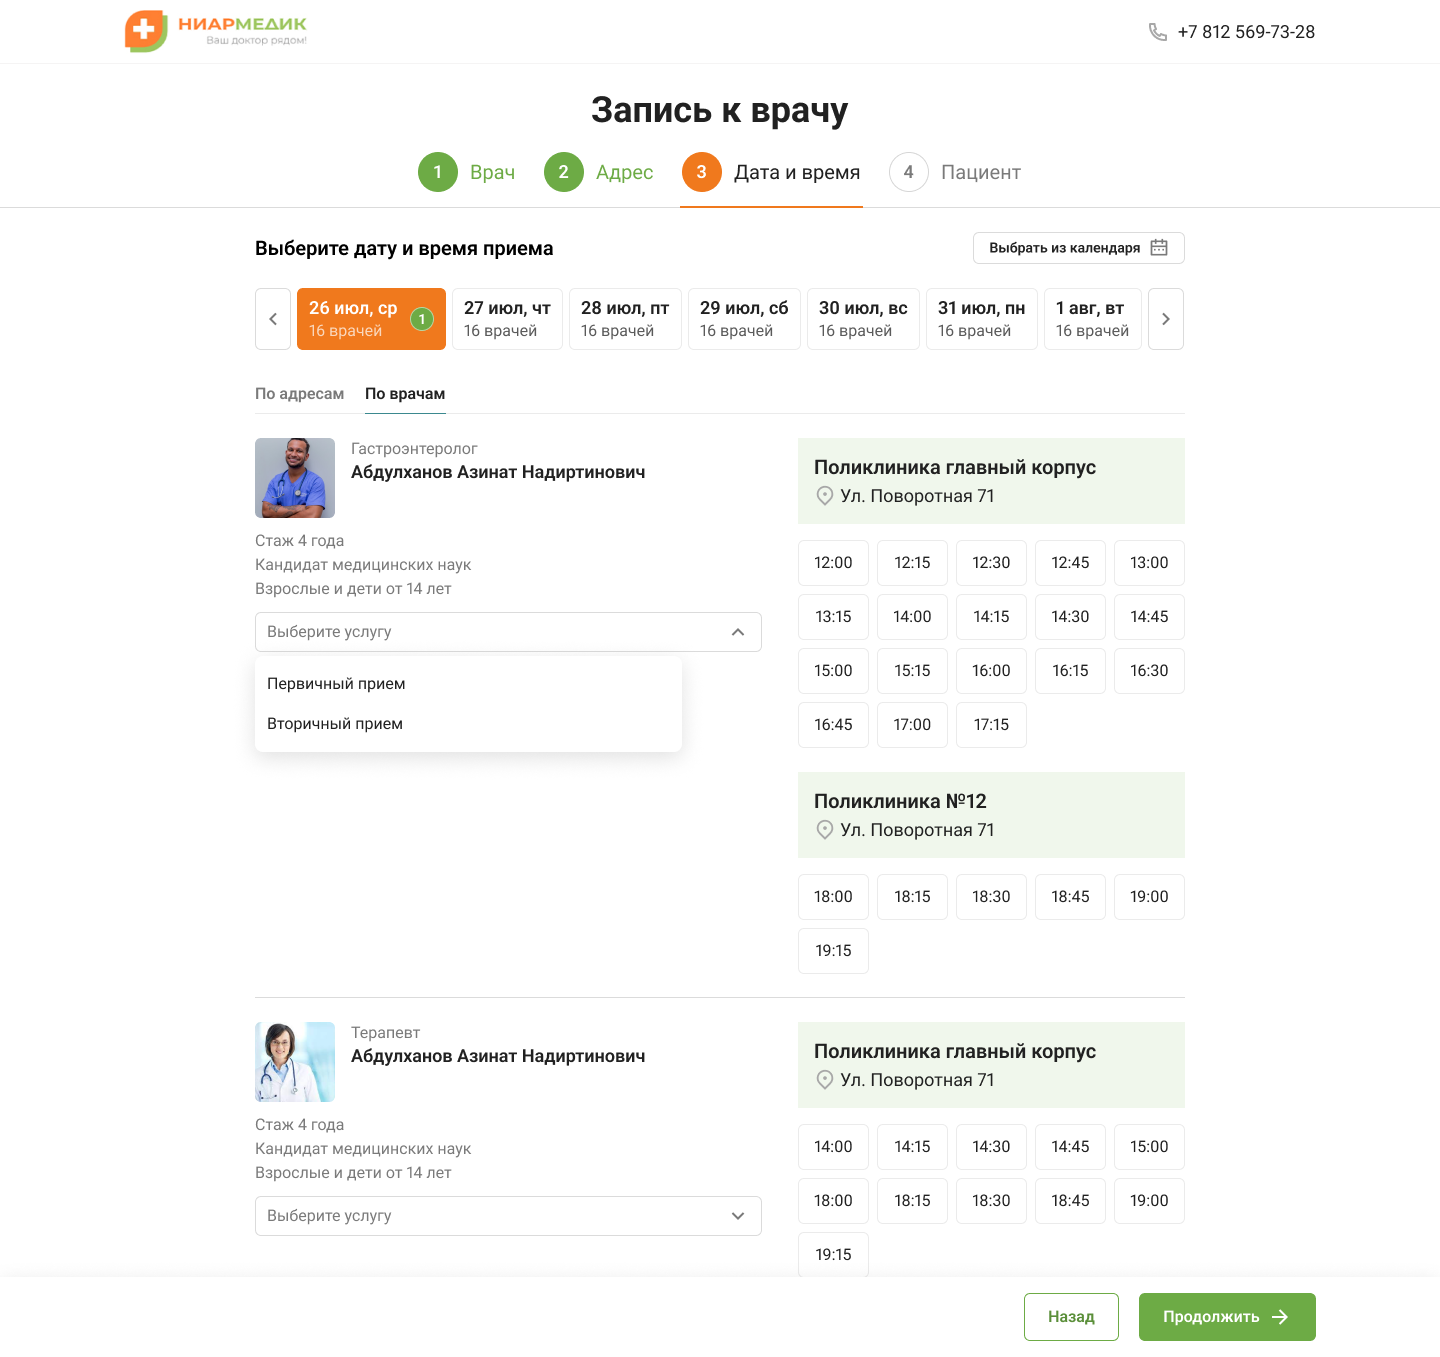 НИАРМЕДИК
Ваш доктор рядом!
+7 812 569-73-28
Запись к врачу
1 Врач 2 Адрес 3 Дата и время 4 Пациент
Выберите дату и время приема
Выбрать из календаря
26 июл, ср 27 июл, чт 28 июл, пт 29 июл, сб 30 июл, вс 31 июл, пн 1 авг, вт
16 врачей 1 16 врачей 16 врачей 16 врачей 16 врачей 16 врачей 16 врачей
По адресам По врачам
Гастроэнтеролог
Абдулханов Азинат Надиртинович
Стаж 4 года
Кандидат медицинских наук
Взрослые и дети от 14 лет
Выберите услугу
Первичный прием
Вторичный прием
Поликлиника главный корпус
Ул. Поворотная 71
12:00 12:15 12:30 12:45 13:00
13:15 14:00 14:15 14:30 14:45
15:00 15:15 16:00 16:15 16:30
16:45 17:00 17:15
Поликлиника №12
Ул. Поворотная 71
18:00 18:15 18:30 18:45 19:00
19:15
Терапевт
Абдулханов Азинат Надиртинович
Стаж 4 года
Кандидат медицинских наук
Взрослые и дети от 14 лет
Выберите услугу
Поликлиника главный корпус
Ул. Поворотная 71
14:00 14:15 14:30 14:45 15:00
18:00 18:15 18:30 18:45 19:00
19:15
Назад Продолжить